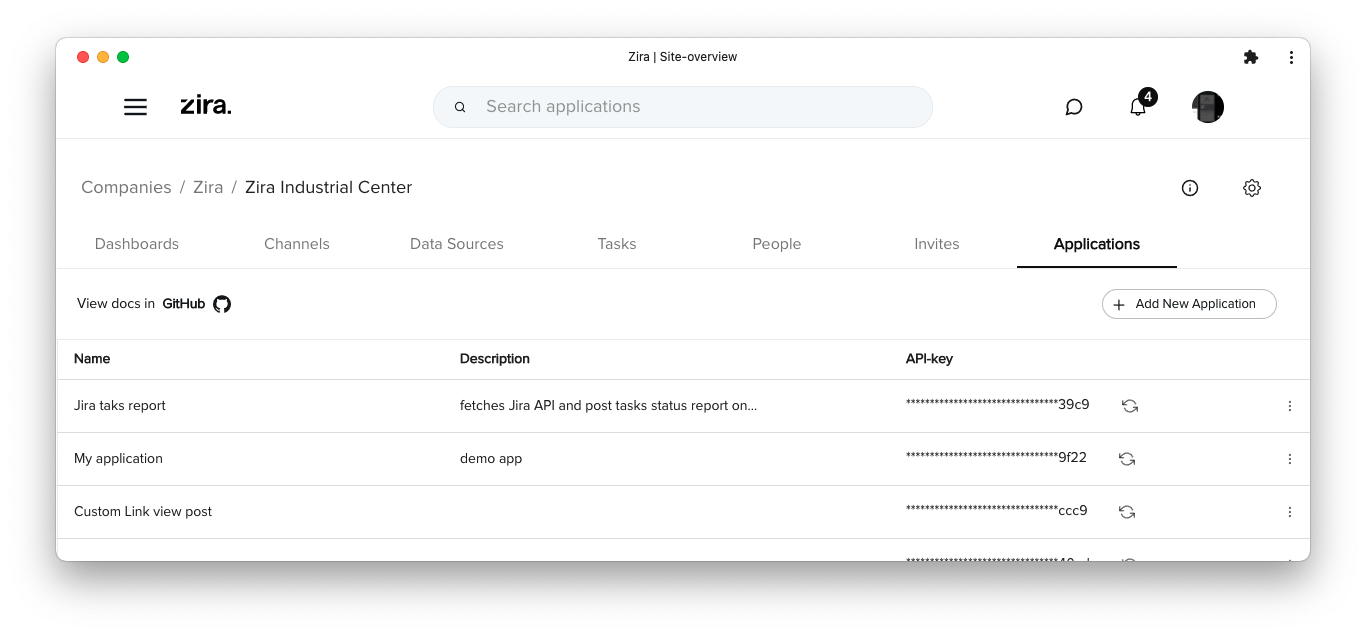 Zira | Site-overview
zira.
Search applications
4
Companies / Zira / Zira Industrial Center
Dashboards Channels Data Sources Tasks People Invites Applications
View docs in GitHub
+ Add New Application
Name Description API-key
Jira taks report fetches Jira API and post tasks status report on... ********************************39c9
My application demo app ********************************9f22
Custom Link view post ********************************ccc9